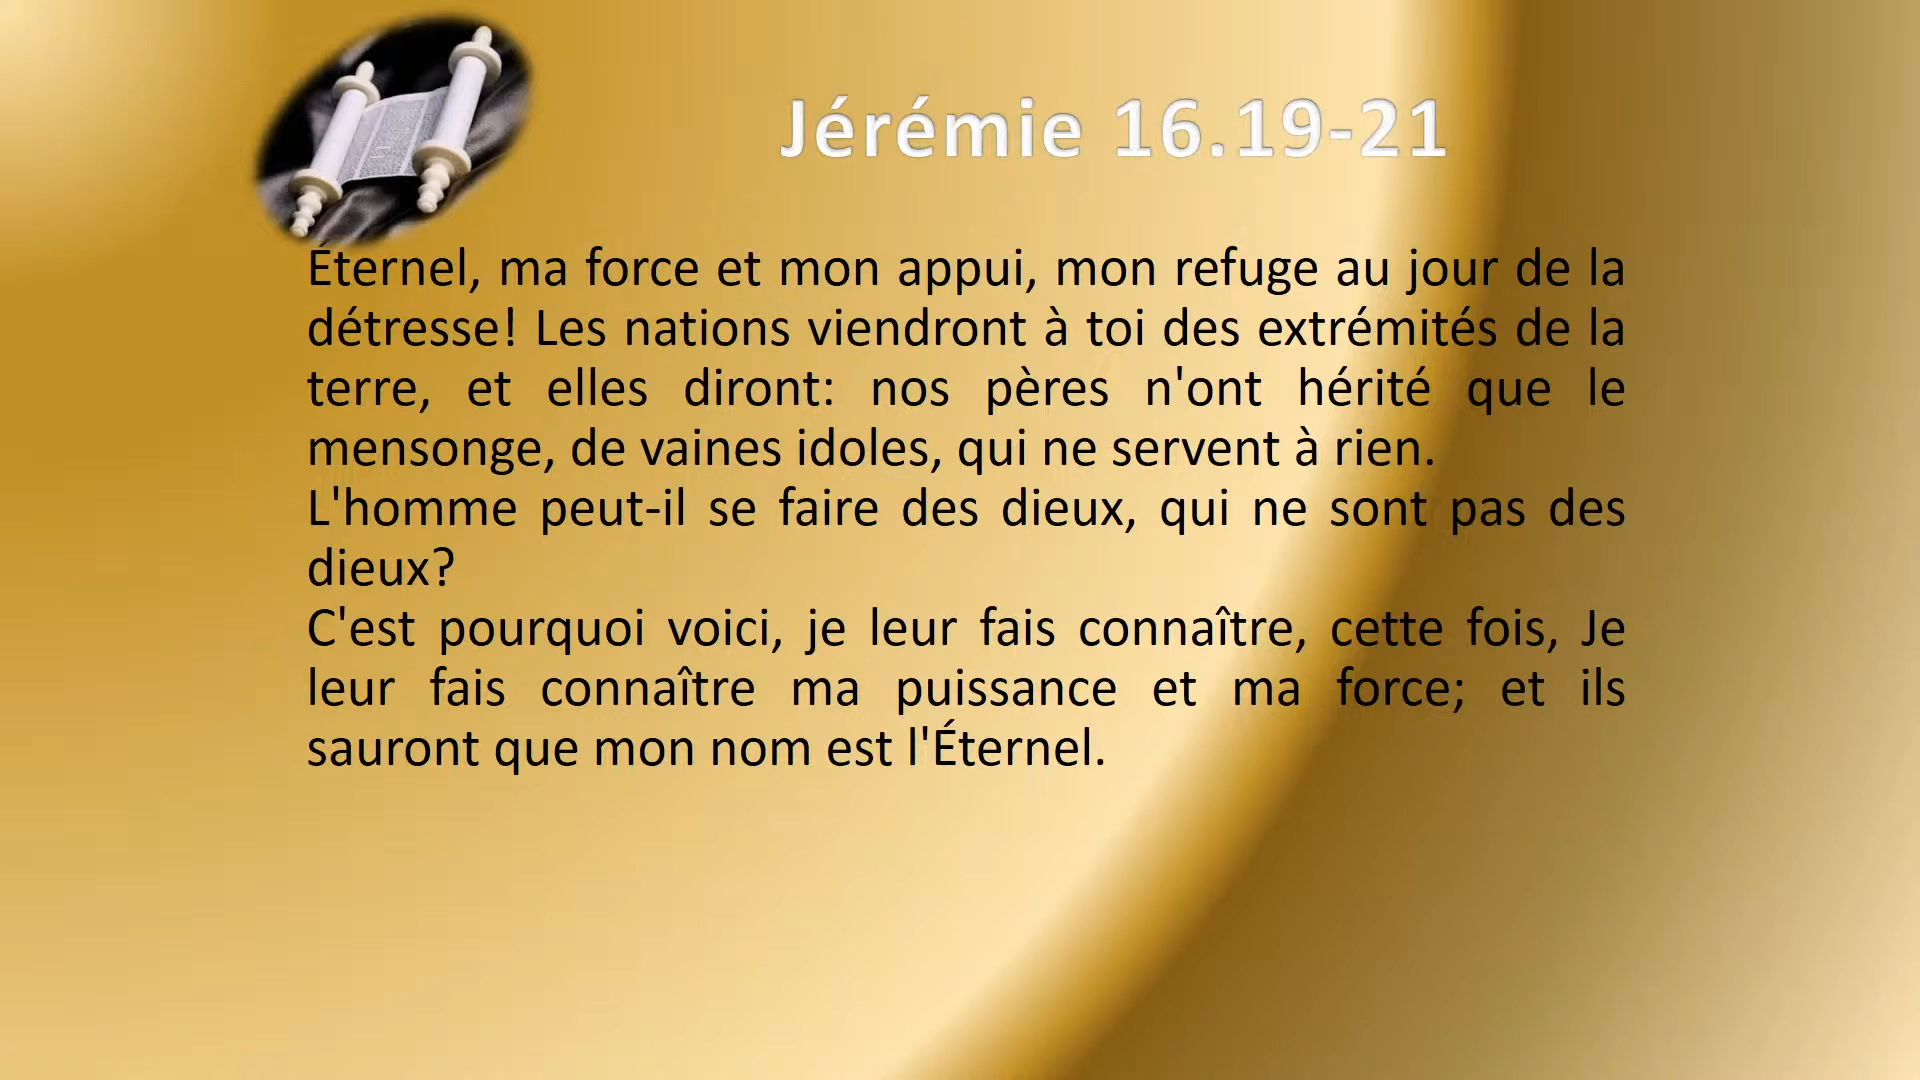 Jérémie 16.19-21
Éternel, ma force et mon appui, mon refuge au jour de la
détresse! Les nations viendront à toi des extrémités de la
terre, et elles diront: nos pères n'ont hérité que le
mensonge, de vaines idoles, qui ne servent à rien.
L'homme peut-il se faire des dieux, qui ne sont pas des
dieux?
C'est pourquoi voici, je leur fais connaître, cette fois, Je
leur fais connaître ma puissance et ma force; et ils
sauront que mon nom est l'Éternel.